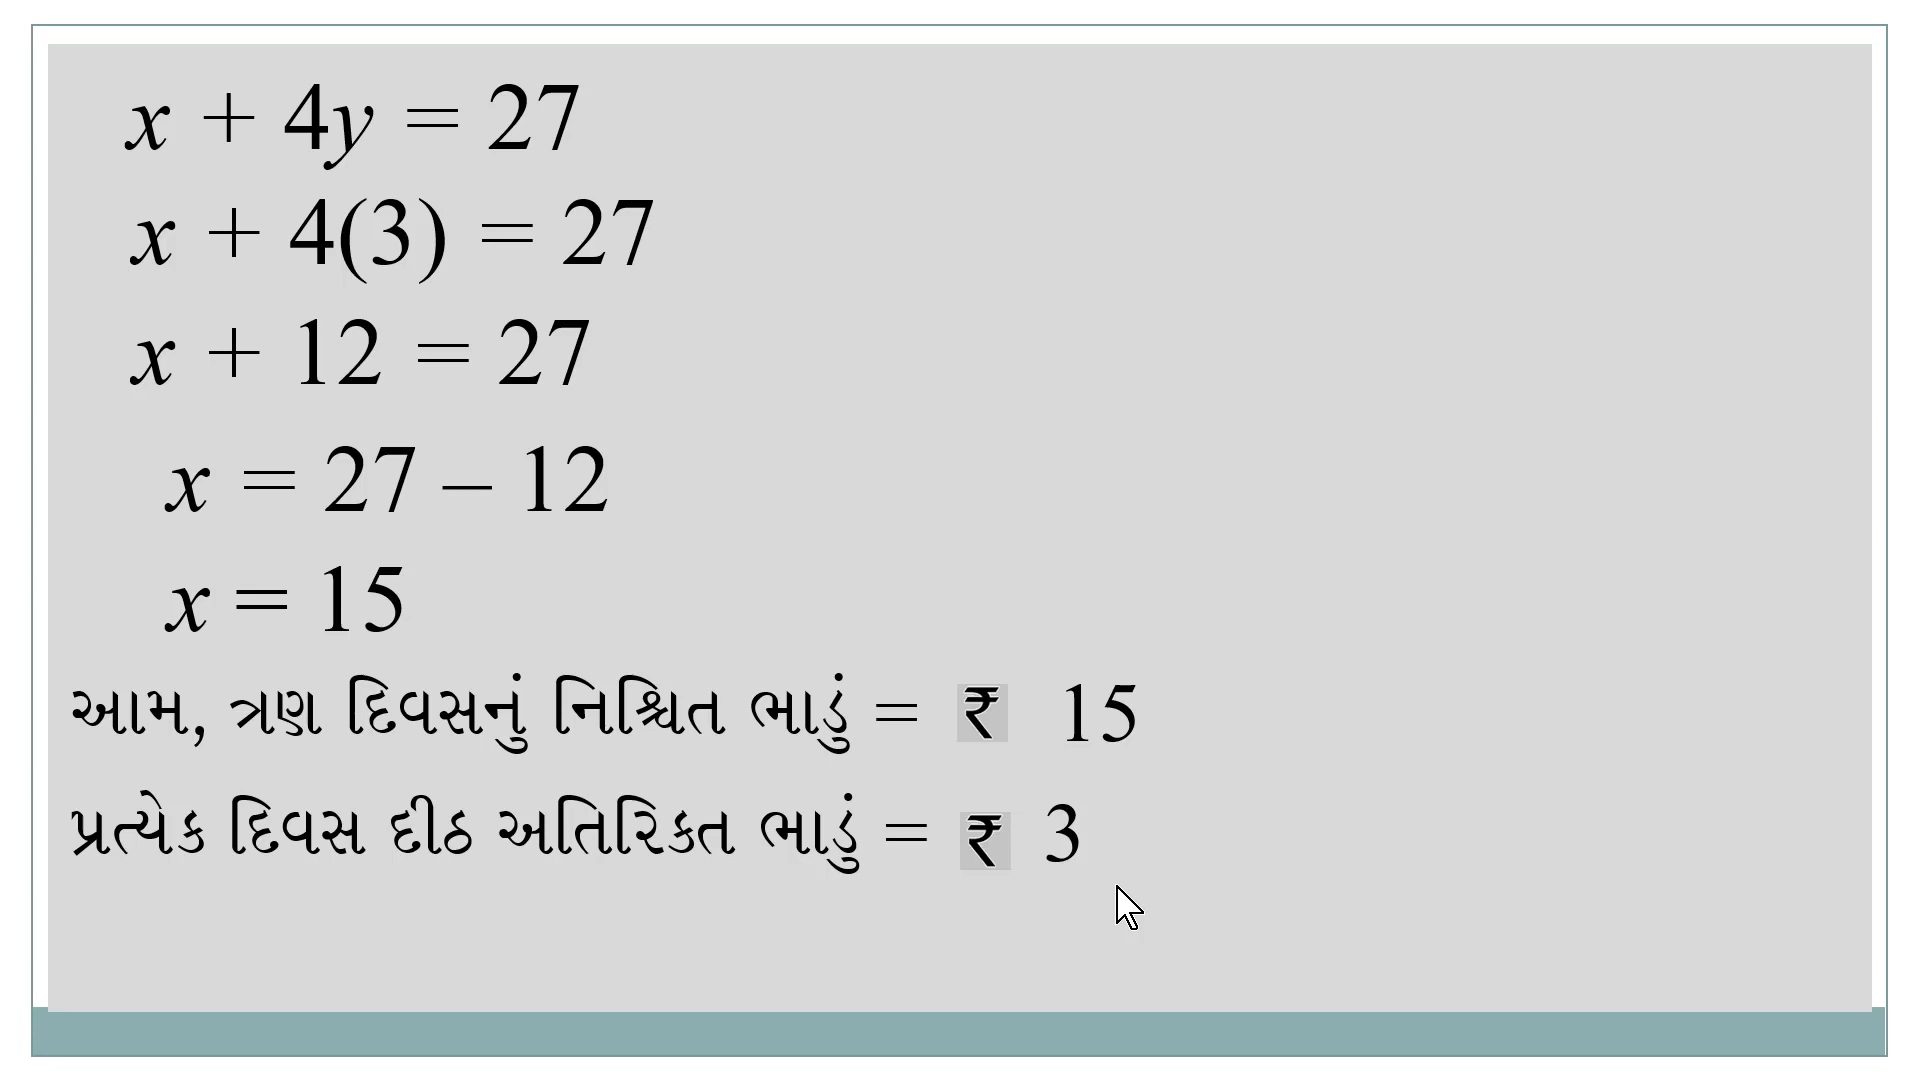 x + 4y = 27
x + 4(3) = 27
x + 12 = 27
x = 27 – 12
x = 15
આમ, ત્રણ દિવસનું નિશ્ચિત ભાડું = ₹ 15
પ્રત્યેક દિવસ દીઠ અતિરિક્ત ભાડું = ₹ 3